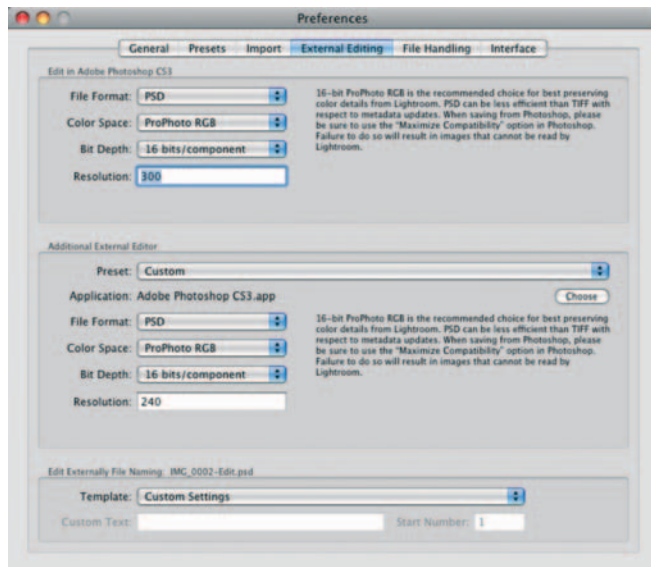 Preferences
General Presets Import External Editing File Handling Interface
Edit in Adobe Photoshop CS3
File Format: PSD
Color Space: ProPhoto RGB
Bit Depth: 16 bits/component
Resolution: 300
16-bit ProPhoto RGB is the recommended choice for best preserving
color details from Lightroom. PSD can be less efficient than TIFF with
respect to metadata updates. When saving from Photoshop, please
be sure to use the "Maximize Compatibility" option in Photoshop.
Failure to do so will result in images that cannot be read by
Lightroom.
Additional External Editor
Preset: Custom
Application: Adobe Photoshop CS3.app
Choose
File Format: PSD
Color Space: ProPhoto RGB
Bit Depth: 16 bits/component
Resolution: 240
16-bit ProPhoto RGB is the recommended choice for best preserving
color details from Lightroom. PSD can be less efficient than TIFF with
respect to metadata updates. When saving from Photoshop, please
be sure to use the "Maximize Compatibility" option in Photoshop.
Failure to do so will result in images that cannot be read by
Lightroom.
Edit Externally File Naming: IMG_0002-Edit.psd
Template: Custom Settings
Custom Text: Start Number: 1